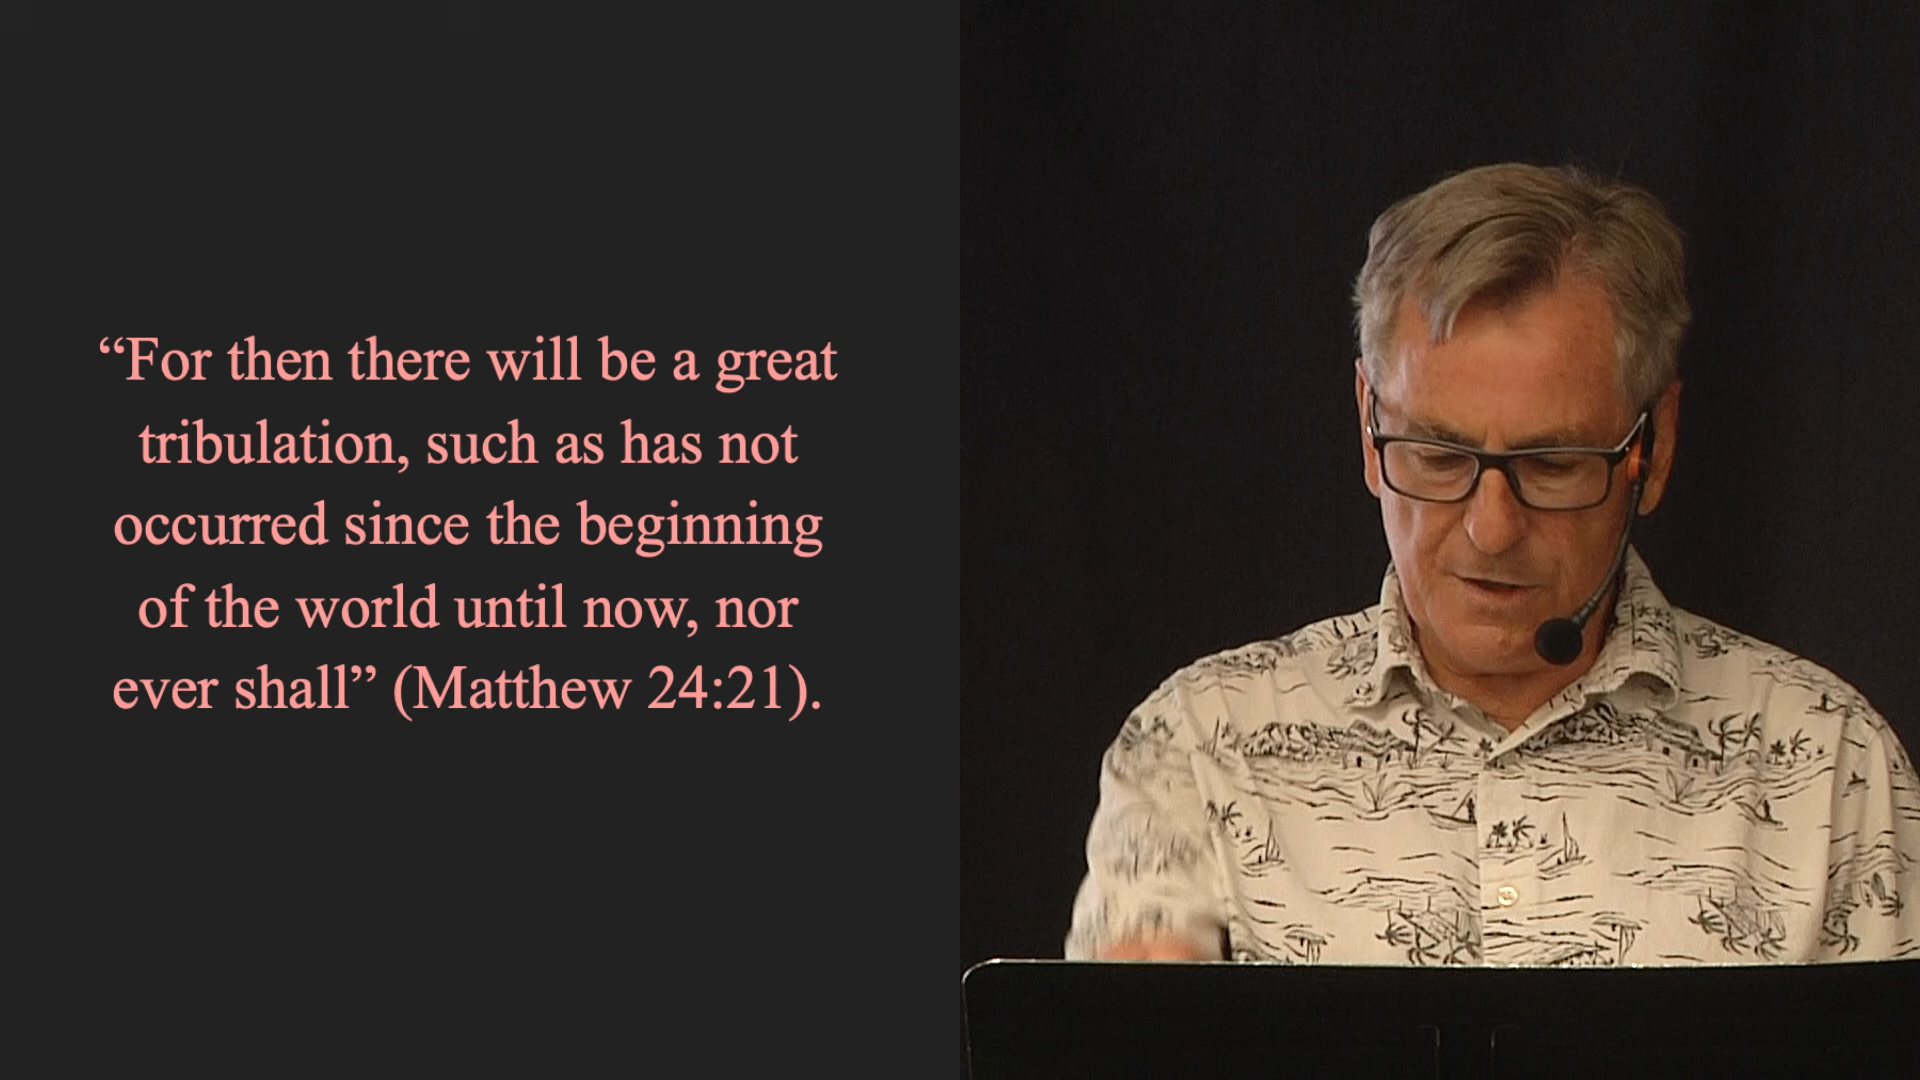 “For then there will be a great
tribulation, such as has not
occurred since the beginning
of the world until now, nor
ever shall” (Matthew 24:21).